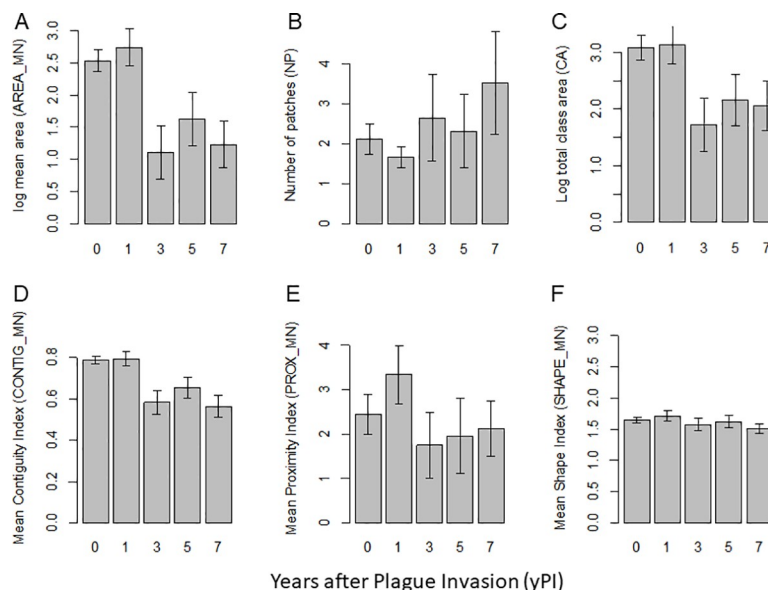 A
log mean area (AREA_MN)
0.0 0.5 1.0 1.5 2.0 2.5 3.0
0 1 3 5 7
B
Number of patches (NP)
0 1 2 3 4
0 1 3 5 7
C
Log total class area (CA)
0.0 1.0 2.0 3.0
0 1 3 5 7
D
Mean Contiguity Index (CONTIG_MN)
0.0 0.2 0.4 0.6 0.8
0 1 3 5 7
E
Mean Proximity Index (PROX_MN)
0 1 2 3 4
0 1 3 5 7
F
Mean Shape Index (SHAPE_MN)
0.0 0.5 1.0 1.5 2.0 2.5 3.0
0 1 3 5 7
Years after Plague Invasion (yPI)